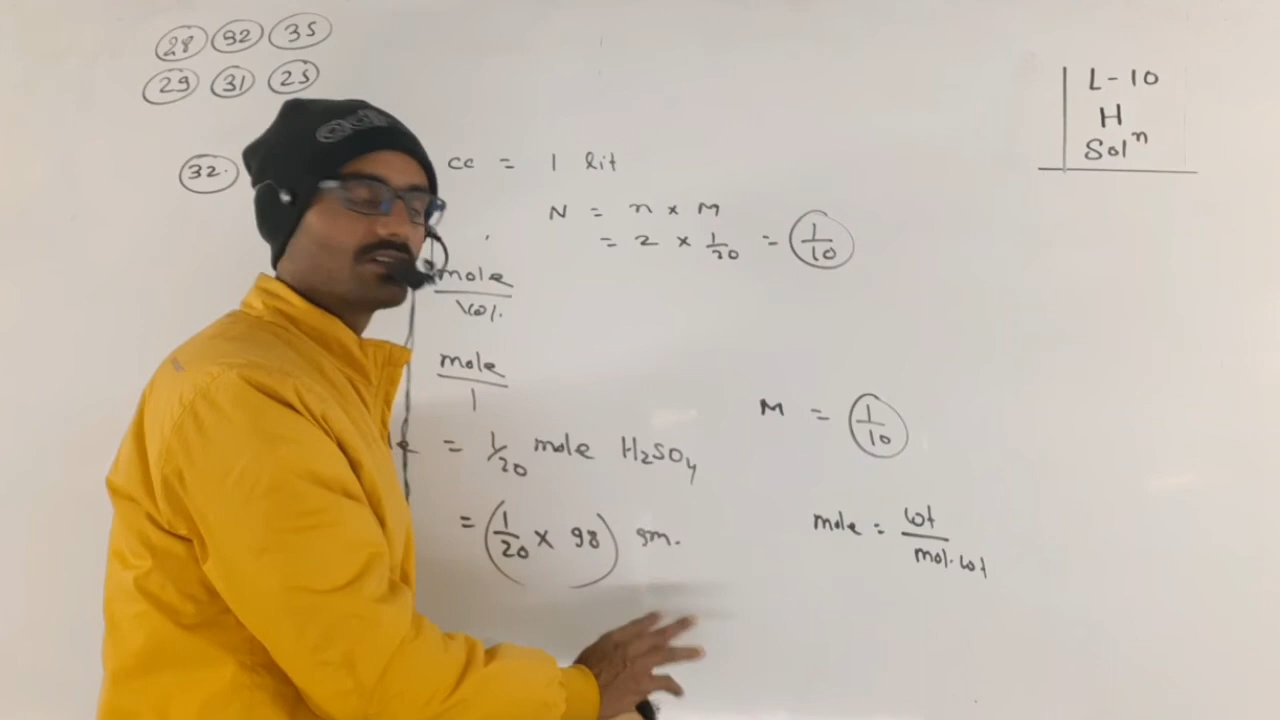 28 32 35
29 31 25
L-10
H
Solⁿ
32.
cc = 1 lit
N = n × M
= 2 × 1/20 = 1/10
mole
/
mole
1
M = 1/10
= 1/20 mole H₂SO₄
= (1/20 × 98) gm.
mole = wt
mol.wt